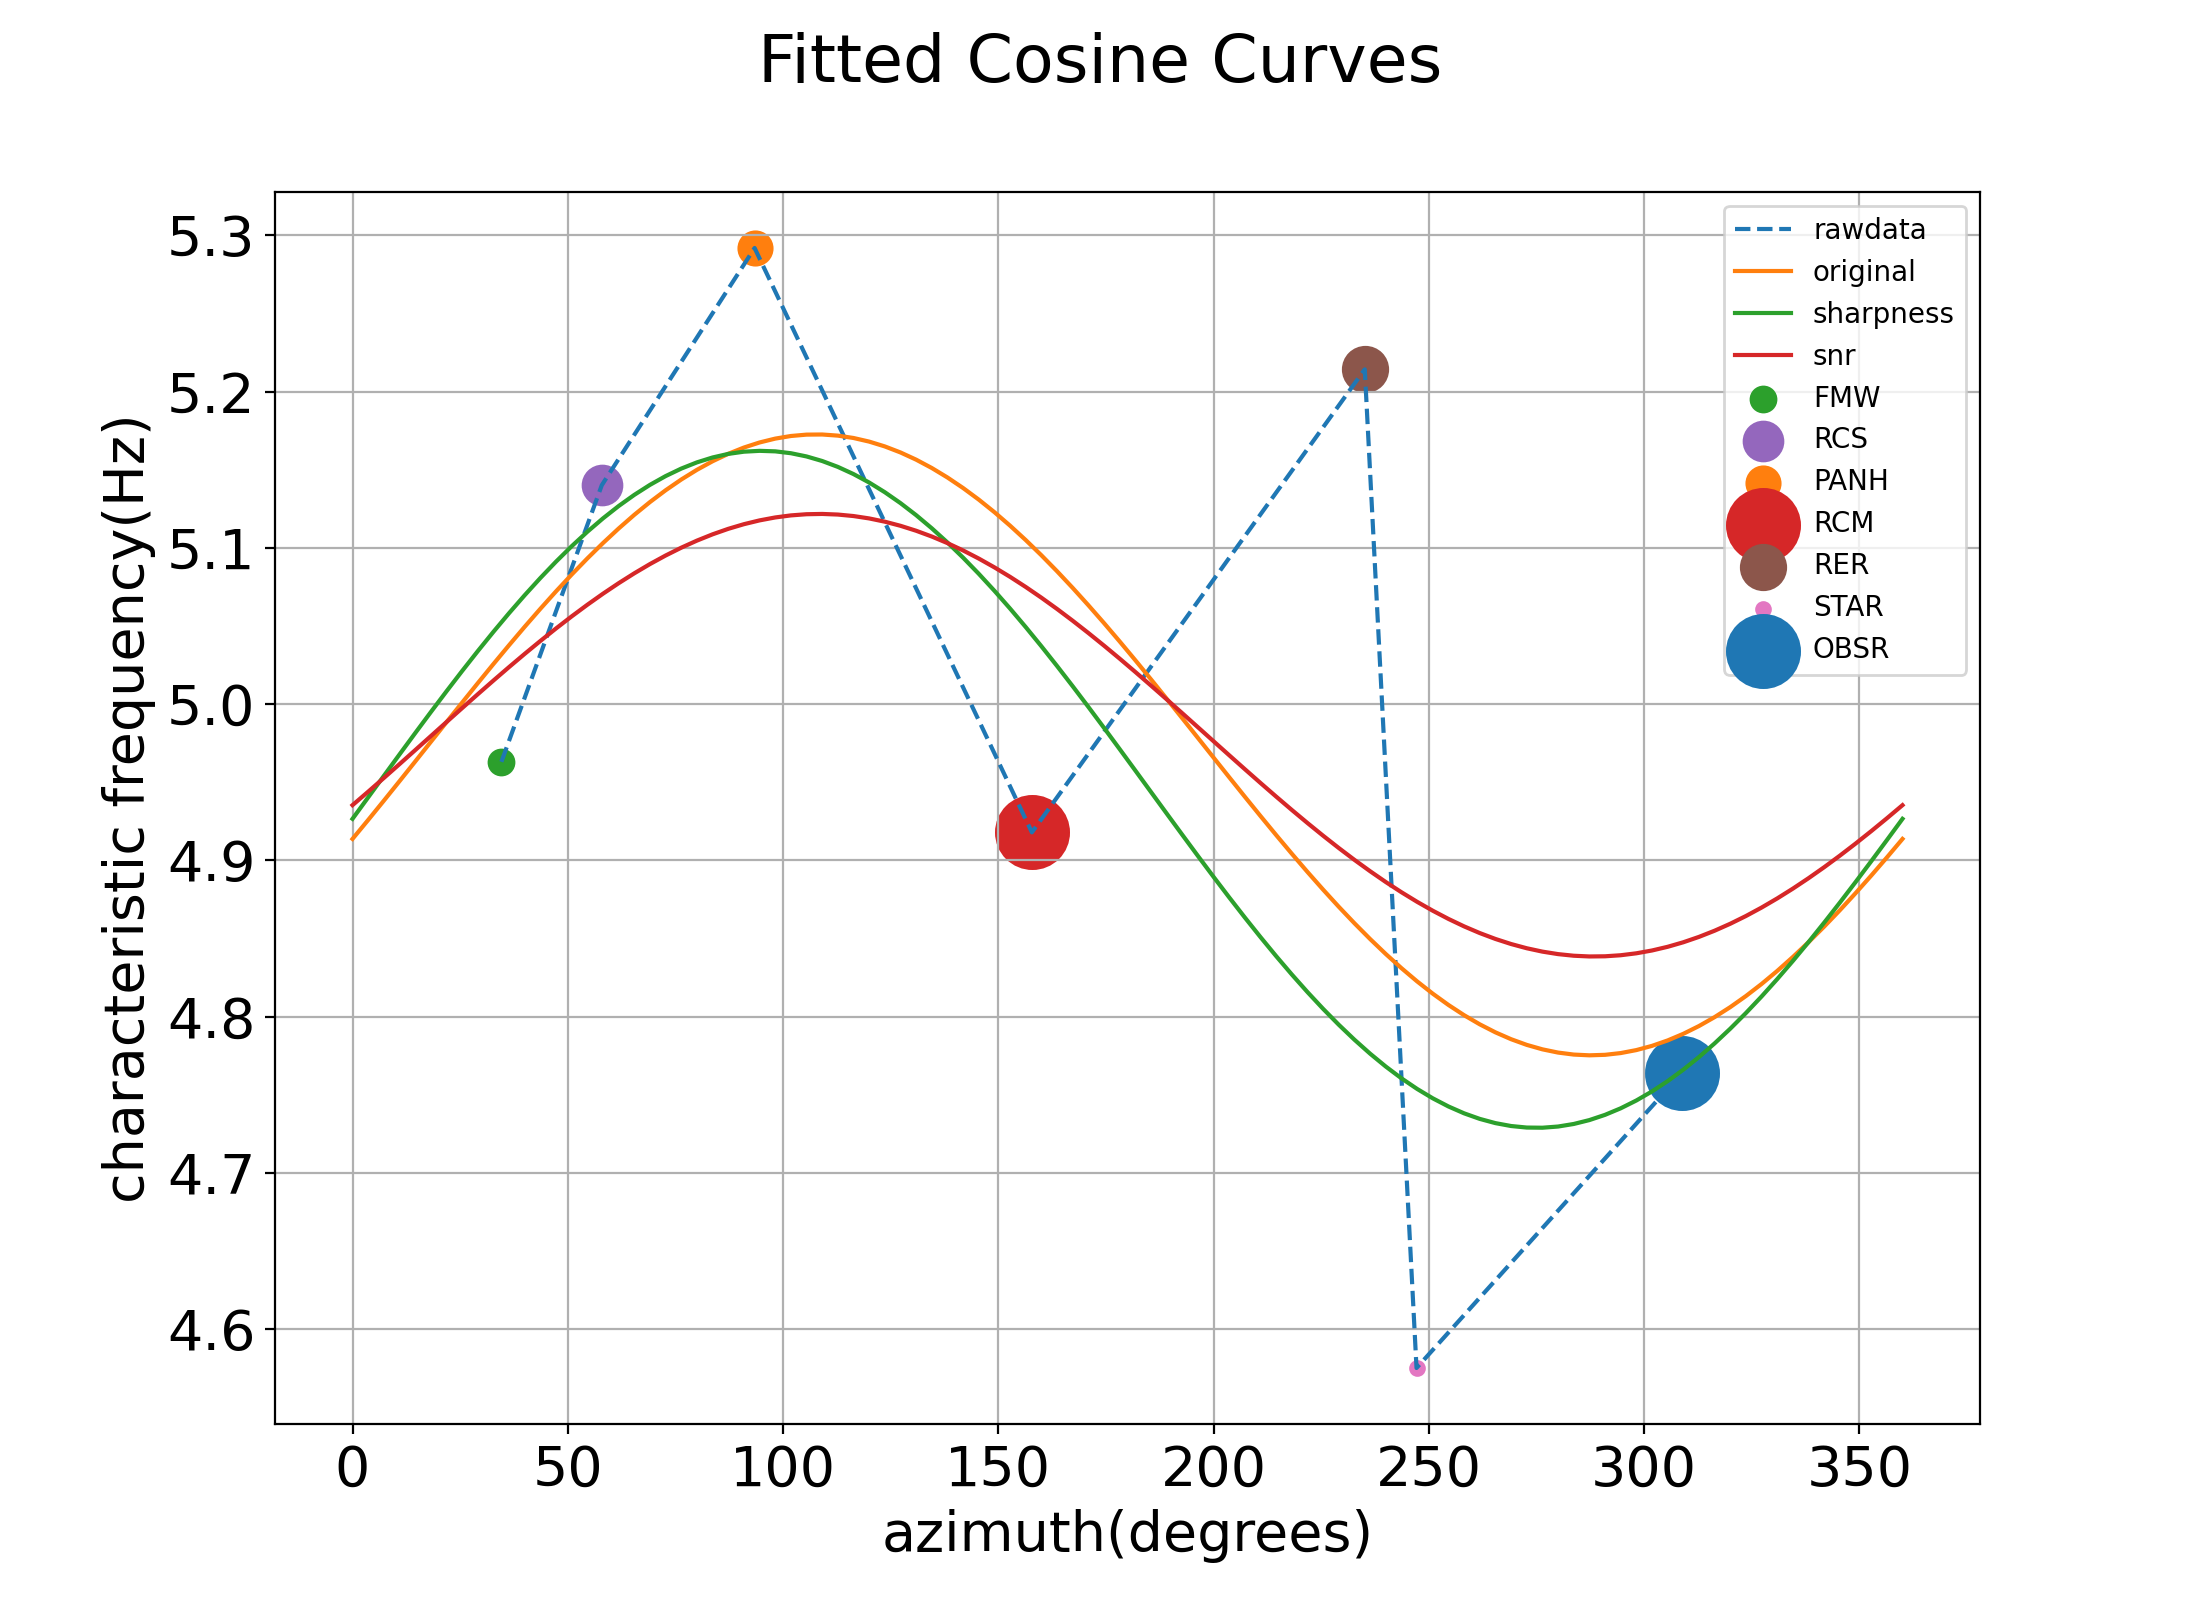 Fitted Cosine Curves
rawdata
original
sharpness
snr
FMW
RCS
PANH
RCM
RER
STAR
OBSR
characteristic frequency(Hz)
5.3
5.2
5.1
5.0
4.9
4.8
4.7
4.6
0 50 100 150 200 250 300 350
azimuth(degrees)